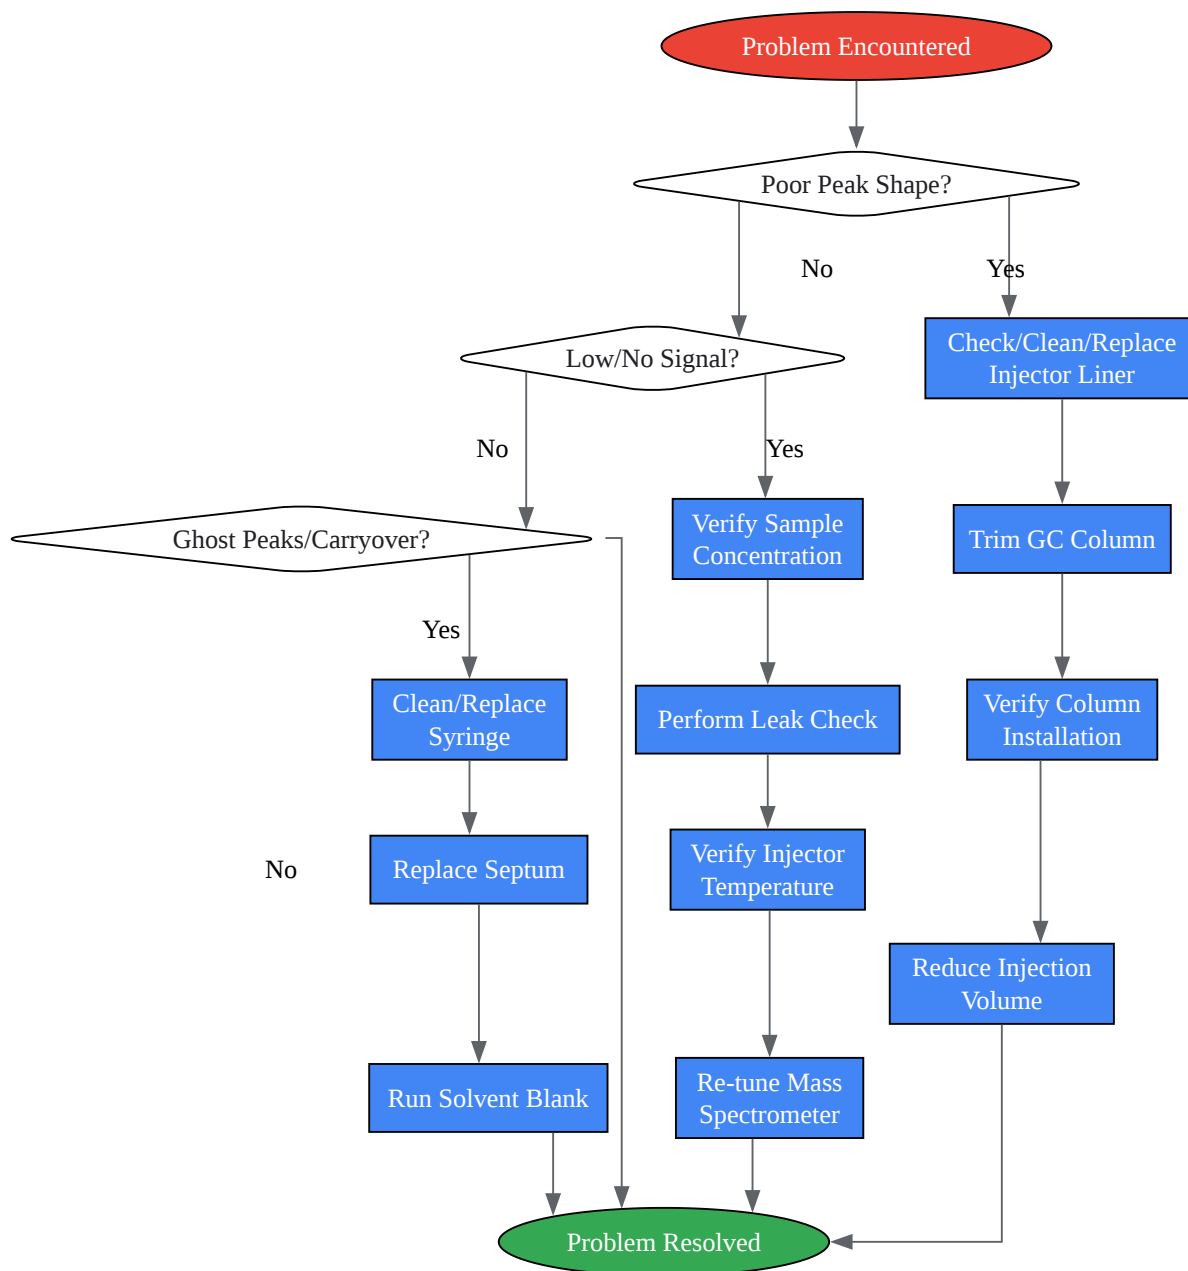 Problem Encountered
Poor Peak Shape?
No
Yes
Low/No Signal?
Check/Clean/Replace
Injector Liner
No
Yes
Ghost Peaks/Carryover?
Verify Sample
Concentration
Trim GC Column
Yes
Clean/Replace
Syringe
Perform Leak Check
Verify Column
Installation
No
Replace Septum
Verify Injector
Temperature
Reduce Injection
Volume
Run Solvent Blank
Re-tune Mass
Spectrometer
Problem Resolved